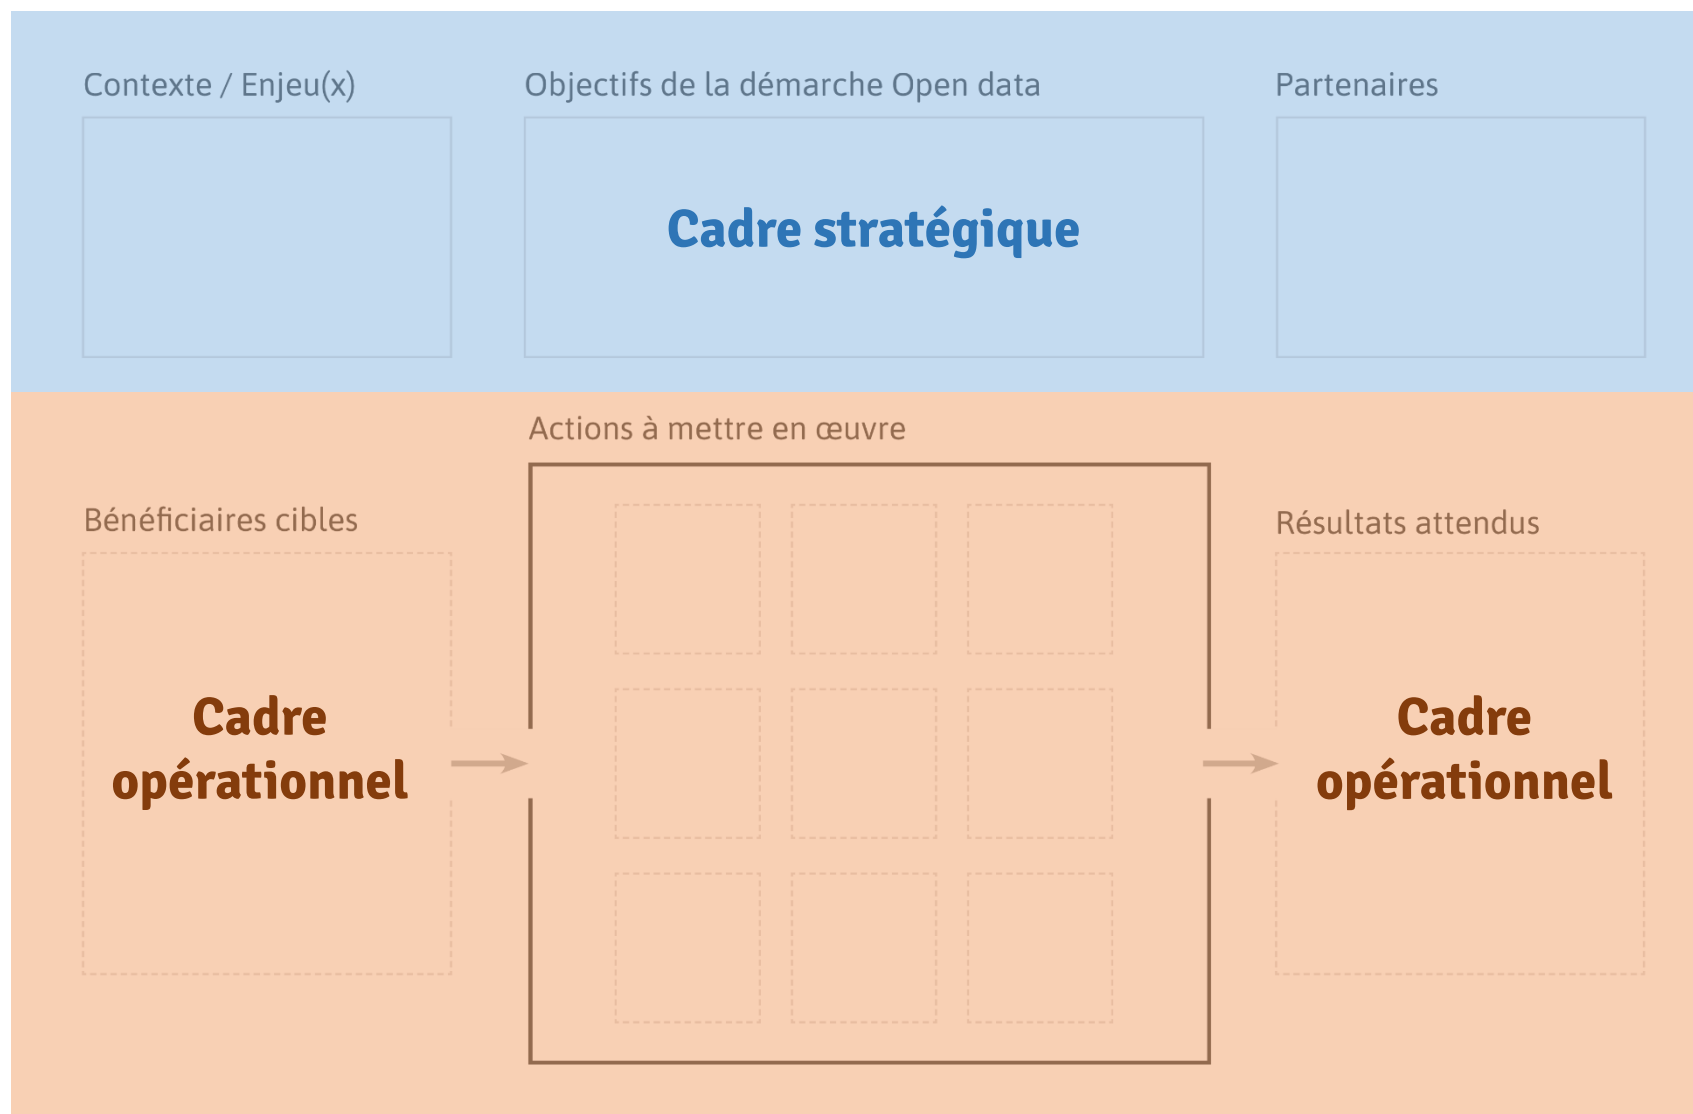 Contexte / Enjeu(x)
Objectifs de la démarche Open data
Partenaires
Cadre stratégique
Actions à mettre en œuvre
Bénéficiaires cibles
Résultats attendus
Cadre
opérationnel
Cadre
opérationnel